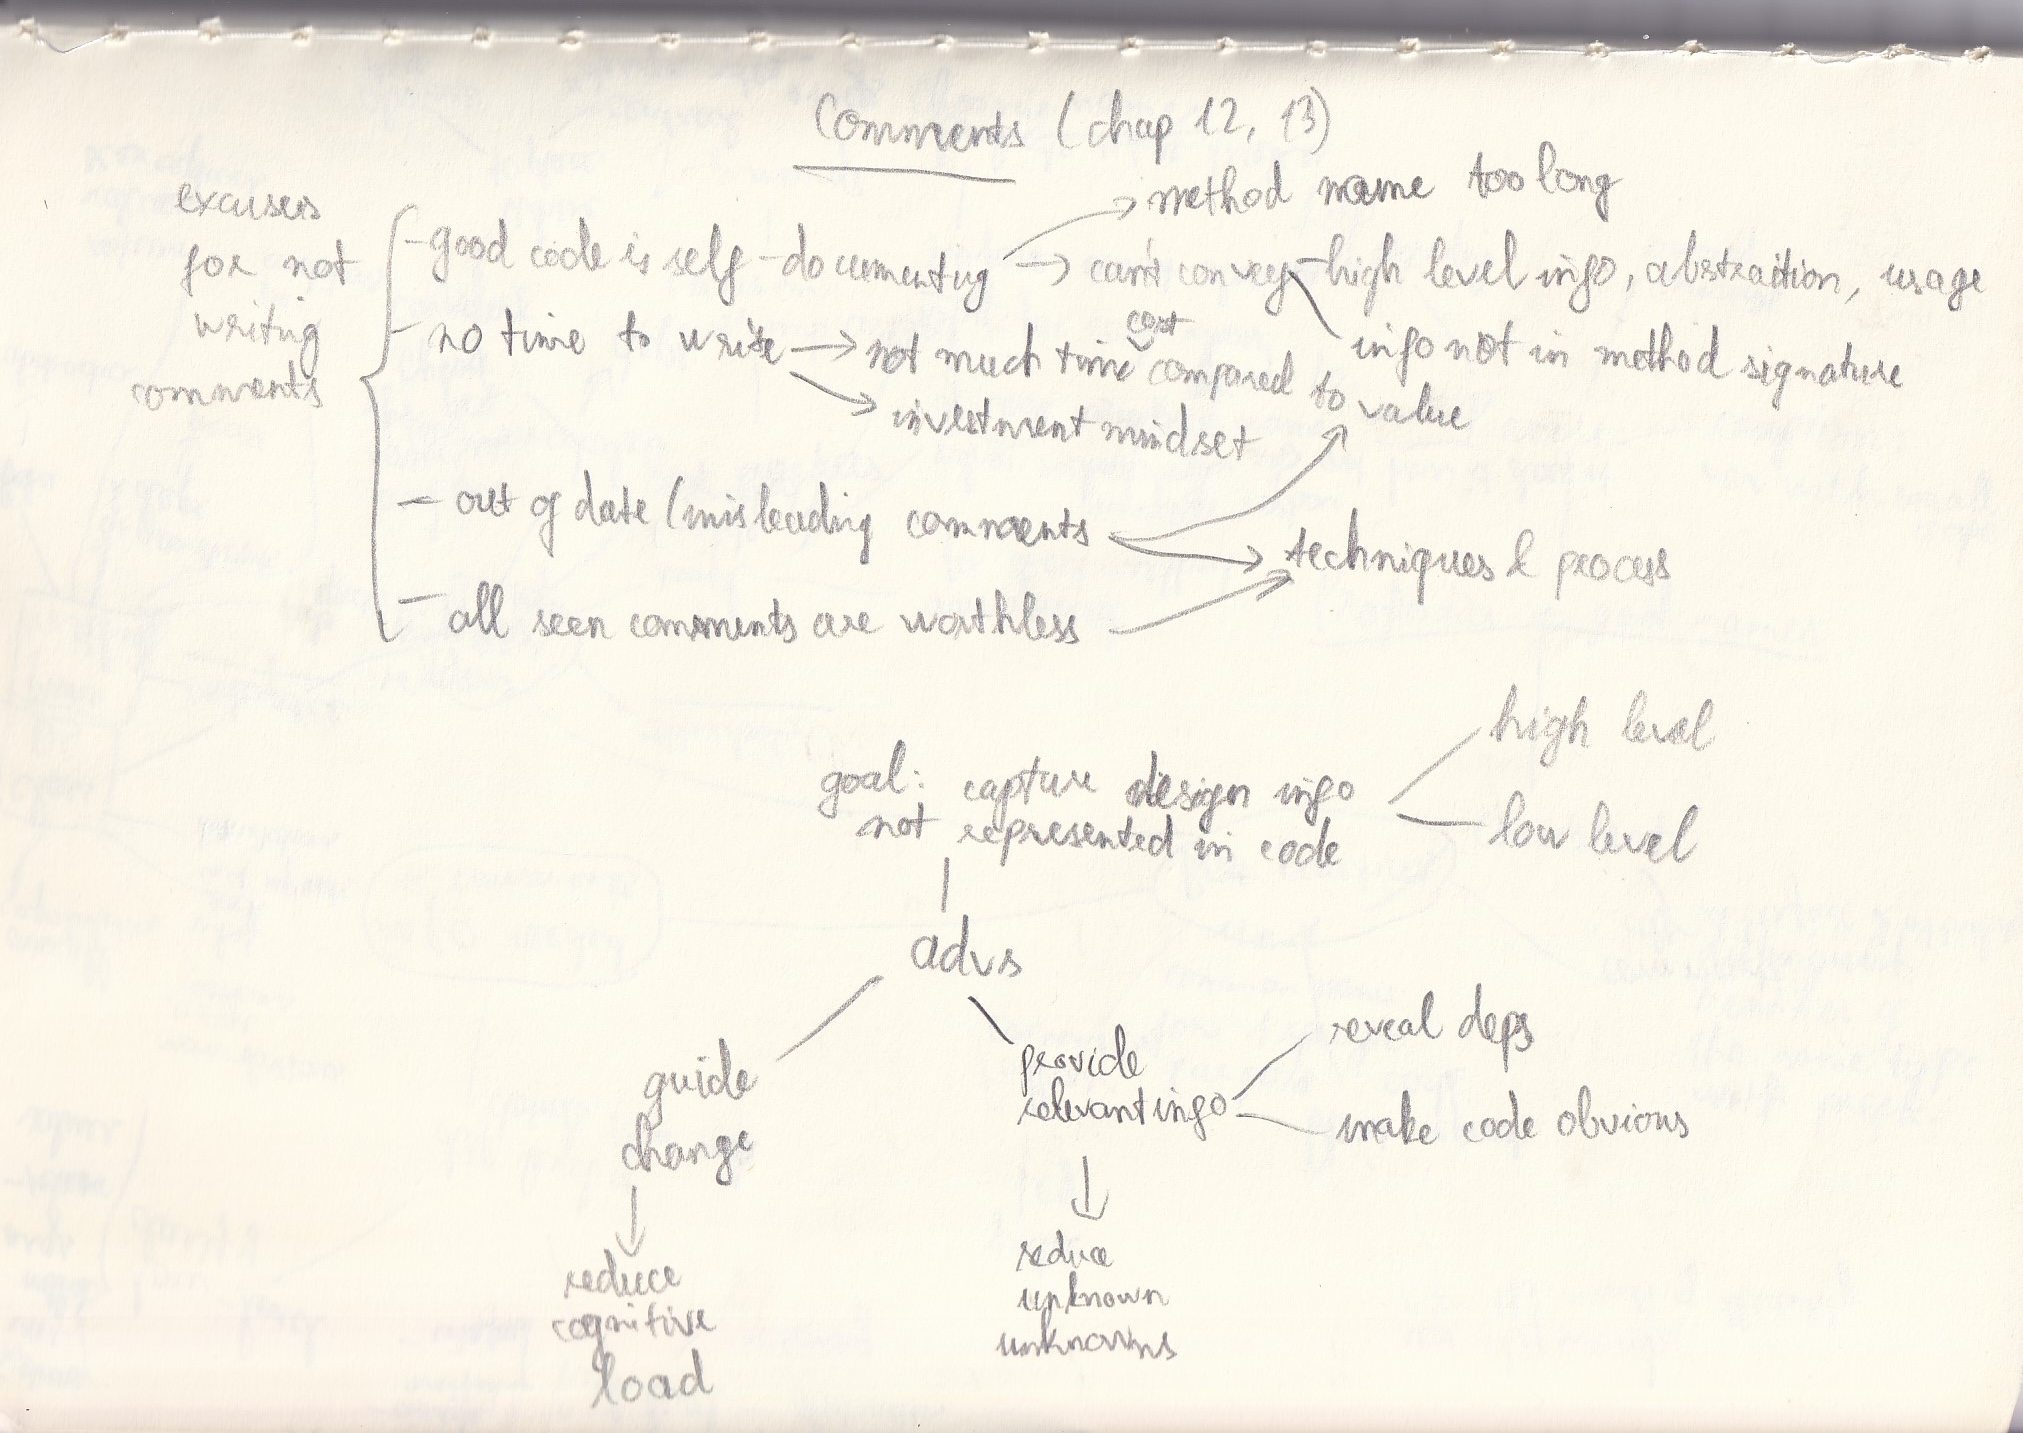 Comments (chap 12, 13)
excuses
for not
writing
comments
method name too long
- good code is self-documenting → can't convey - high level info, abstraction, usage
info not in method signature
- no time to write → not much time cost compared to value
investment mindset
- out of date / misleading comments
techniques & process
- all seen comments are worthless
goal: capture design info
not represented in code
high level
low level
advs
guide
change
reduce
cognitive
load
provide
relevant info
reveal deps
make code obvious
reduce
unknown
unknowns